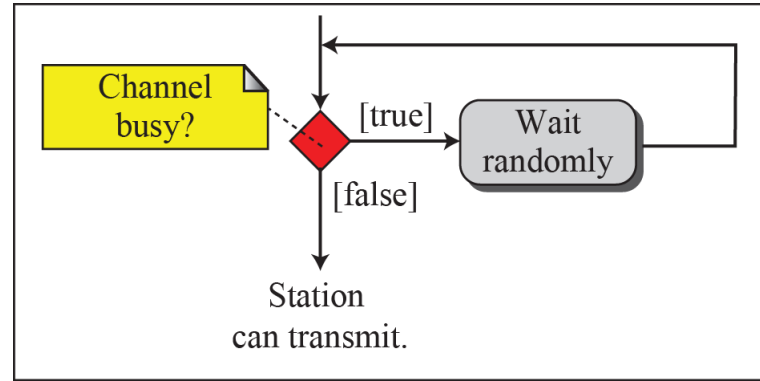 Channel
busy?
[true]
Wait
randomly
[false]
Station
can transmit.